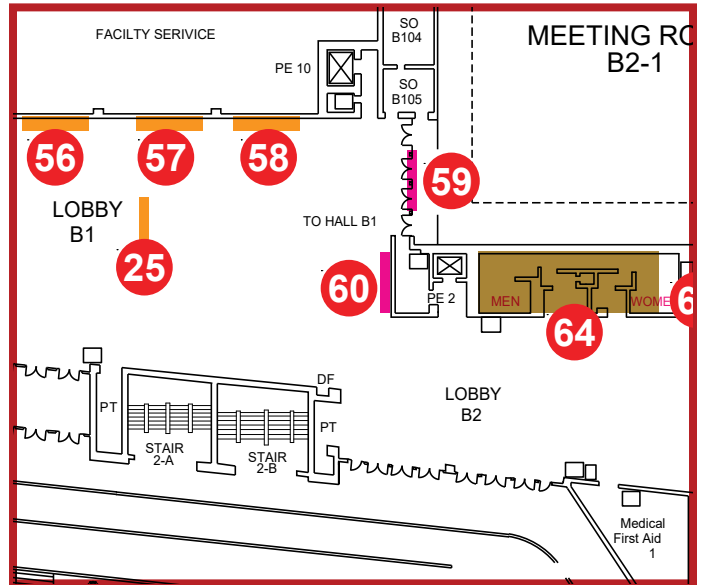 FACILTY SERIVICE
SO
B104
MEETING RO
B2-1
PE 10
SO
B105
56
57
58
59
LOBBY
B1
TO HALL B1
25
60
PE 2
MEN
WOME
6
64
DF
LOBBY
B2
PT
PT
STAIR
2-A
STAIR
2-B
Medical
First Aid
1